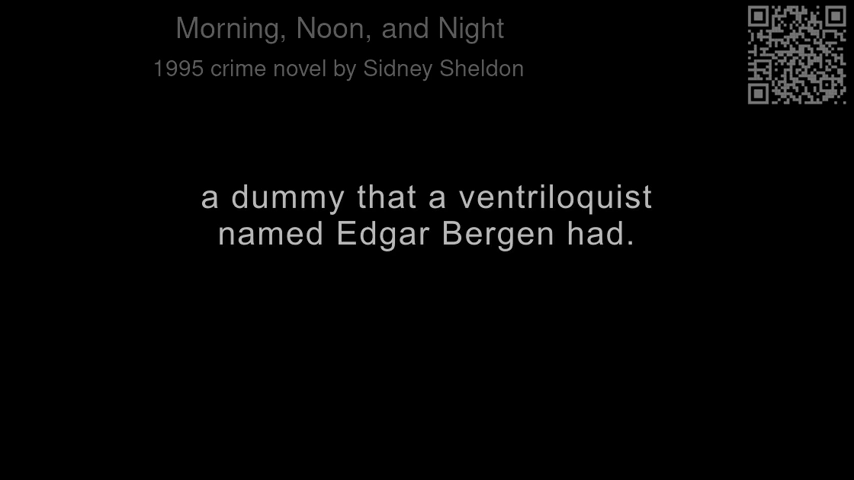 Morning, Noon, and Night
1995 crime novel by Sidney Sheldon
a dummy that a ventriloquist
named Edgar Bergen had.